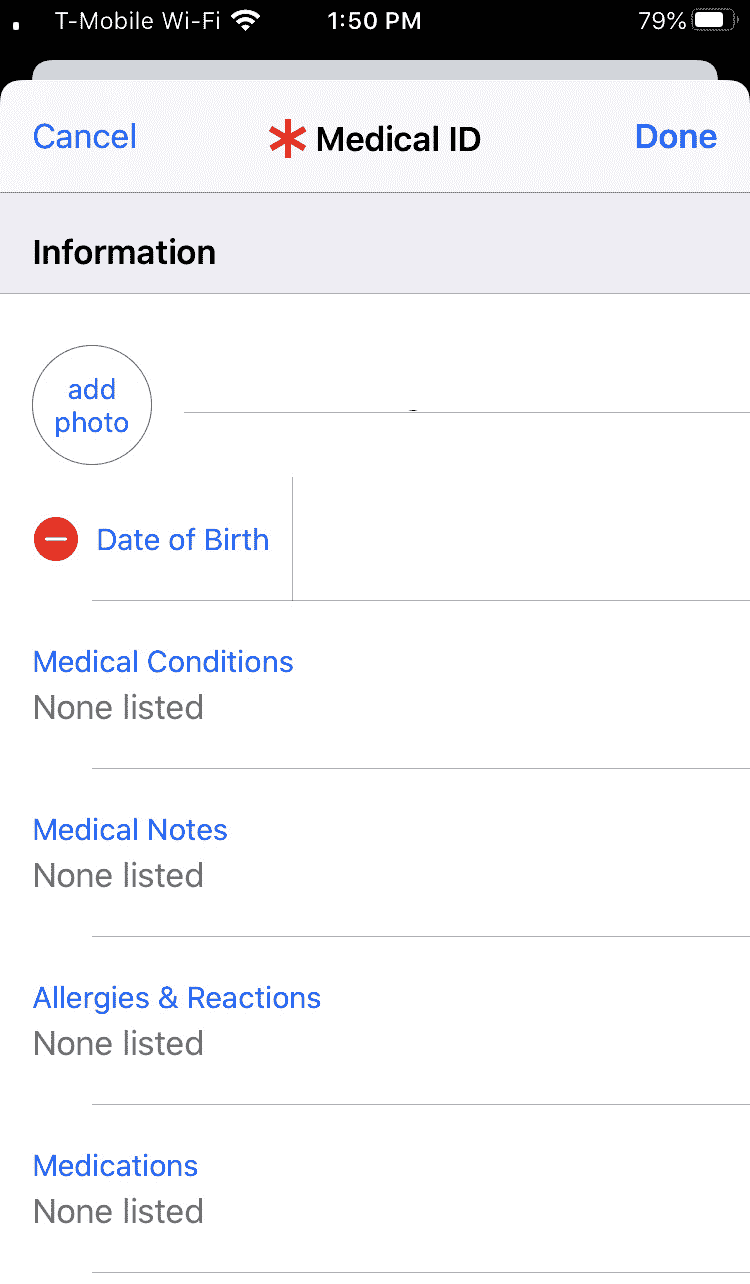 T-Mobile Wi-Fi 1:50 PM 79%
Cancel Medical ID Done
Information
add
photo
Date of Birth
Medical Conditions
None listed
Medical Notes
None listed
Allergies & Reactions
None listed
Medications
None listed